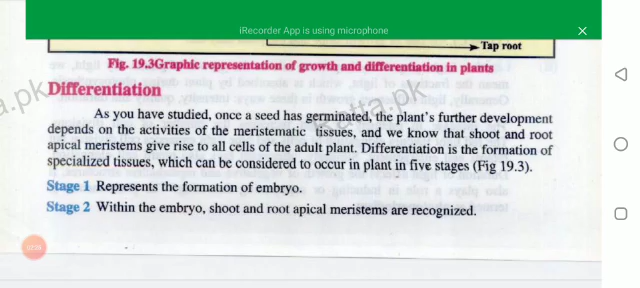 iRecorder App is using microphone
Tap root
Fig. 19.3Graphic representation of growth and differentiation in plants
Differentiation
As you have studied, once a seed has germinated, the plant's further development
depends on the activities of the meristematic tissues, and we know that shoot and root
apical meristems give rise to all cells of the adult plant. Differentiation is the formation of
specialized tissues, which can be considered to occur in plant in five stages (Fig 19.3).
Stage 1 Represents the formation of embryo.
Stage 2 Within the embryo, shoot and root apical meristems are recognized.